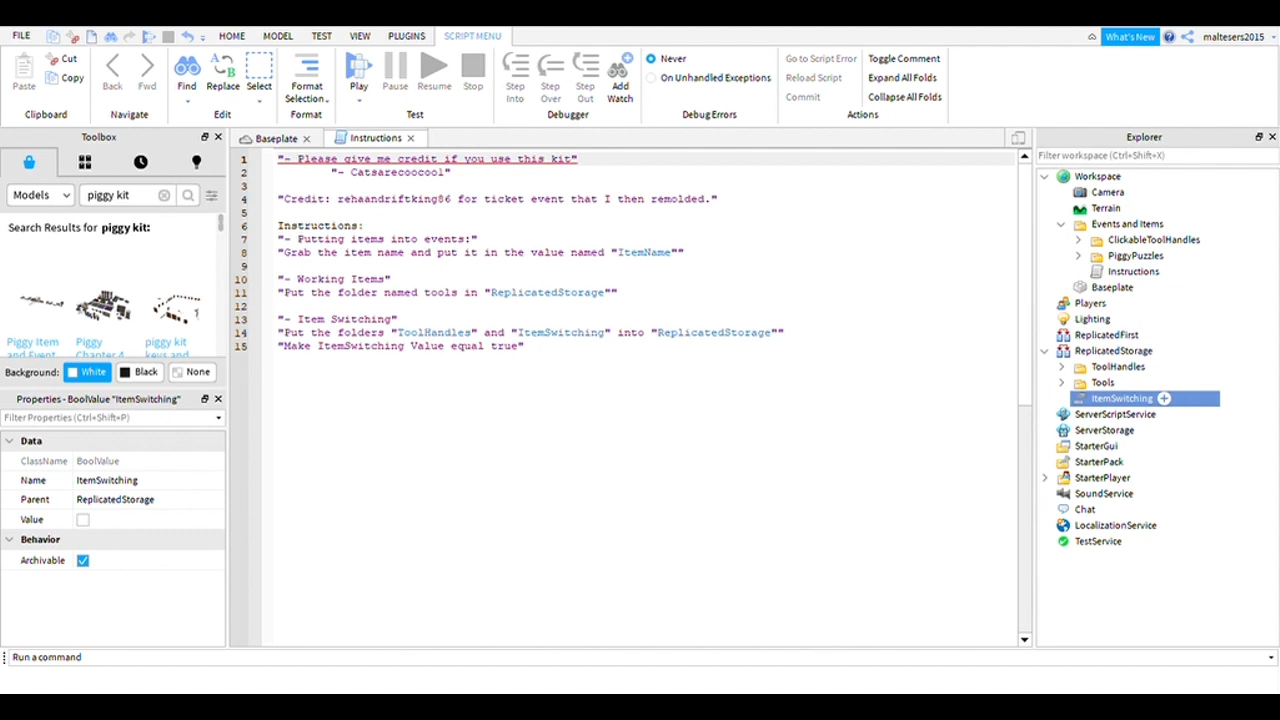 FILE HOME MODEL TEST VIEW PLUGINS SCRIPT MENU What's New maltesers2015
Paste Cut Copy Clipboard
Back Fwd Navigate
Find Replace Select Edit
Format Selection Format
Play Pause Resume Stop Test
Step Into Step Over Step Out Add Watch Debugger
Never
On Unhandled Exceptions
Debug Errors
Go to Script Error
Reload Script
Commit
Toggle Comment
Expand All Folds
Collapse All Folds
Actions
Toolbox
Models piggy kit
Search Results for piggy kit:
Piggy Item and Event
Piggy Chapter 4
piggy kit keys and
Background: White Black None
Properties - BoolValue "ItemSwitching"
Filter Properties (Ctrl+Shift+P)
Data
ClassName BoolValue
Name ItemSwitching
Parent ReplicatedStorage
Value
Behavior
Archivable
Baseplate Instructions
1 "- Please give me credit if you use this kit"
2 "- Catsarecoocool"
3
4 "Credit: rehaandriftking86 for ticket event that I then remolded."
5
6 Instructions:
7 "- Putting items into events:"
8 "Grab the item name and put it in the value named "ItemName""
9
10 "- Working Items"
11 "Put the folder named tools in "ReplicatedStorage""
12
13 "- Item Switching"
14 "Put the folders "ToolHandles" and "ItemSwitching" into "ReplicatedStorage""
15 "Make ItemSwitching Value equal true"
Explorer
Filter workspace (Ctrl+Shift+X)
Workspace
Camera
Terrain
Events and Items
ClickableToolHandles
PiggyPuzzles
Instructions
Baseplate
Players
Lighting
ReplicatedFirst
ReplicatedStorage
ToolHandles
Tools
ItemSwitching
ServerScriptService
ServerStorage
StarterGui
StarterPack
StarterPlayer
SoundService
Chat
LocalizationService
TestService
Run a command